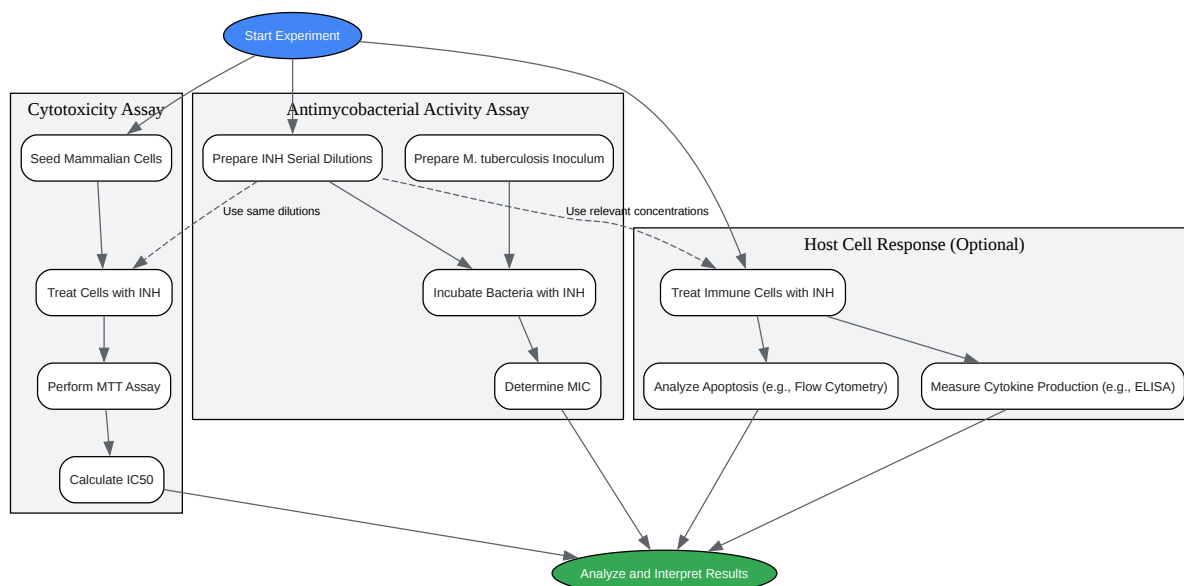 Start Experiment
Cytotoxicity Assay
Antimycobacterial Activity Assay
Seed Mammalian Cells
Prepare INH Serial Dilutions
Prepare M. tuberculosis Inoculum
Use same dilutions
Use relevant concentrations
Host Cell Response (Optional)
Treat Cells with INH
Incubate Bacteria with INH
Treat Immune Cells with INH
Perform MTT Assay
Determine MIC
Analyze Apoptosis (e.g., Flow Cytometry)
Measure Cytokine Production (e.g., ELISA)
Calculate IC50
Analyze and Interpret Results